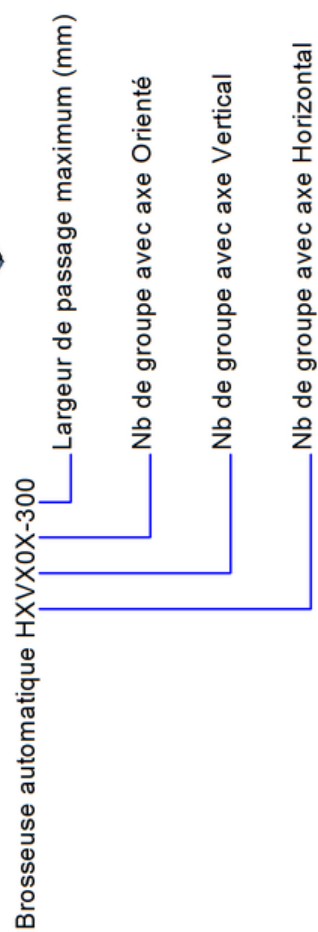 Brosseuse automatique HXVX0X-300
Largeur de passage maximum (mm)
Nb de groupe avec axe Orienté
Nb de groupe avec axe Vertical
Nb de groupe avec axe Horizontal